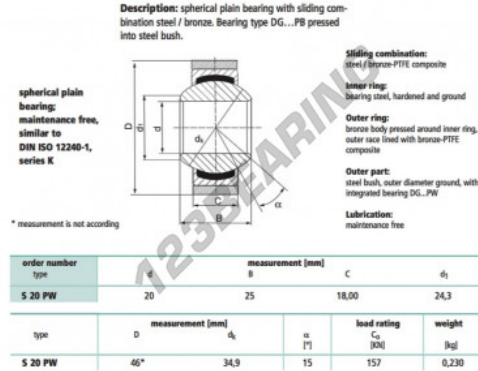 Description: spherical plain bearing with sliding com-
bination steel / bronze. Bearing type DG...PB pressed
into steel bush.
Sliding combination:
steel / bronze-PTFE composite
Inner ring:
bearing steel, hardened and ground
Outer ring:
bronze body pressed around inner ring,
outer race lined with bronze-PTFE
composite
Outer part:
steel bush, outer diameter ground, with
integrated bearing DG...PW
Lubrication:
maintenance free
spherical plain
bearing;
maintenance free,
similar to
DIN ISO 12240-1,
series K
D
d₁
d
dₖ
C
B
α
* measurement is not according
123BEARING
order number measurement [mm]
type d B C d₁
S 20 PW 20 25 18,00 24,3
measurement [mm] load rating weight
type D dₖ α C₀
[°] [KN] [kg]
S 20 PW 46* 34,9 15 157 0,230